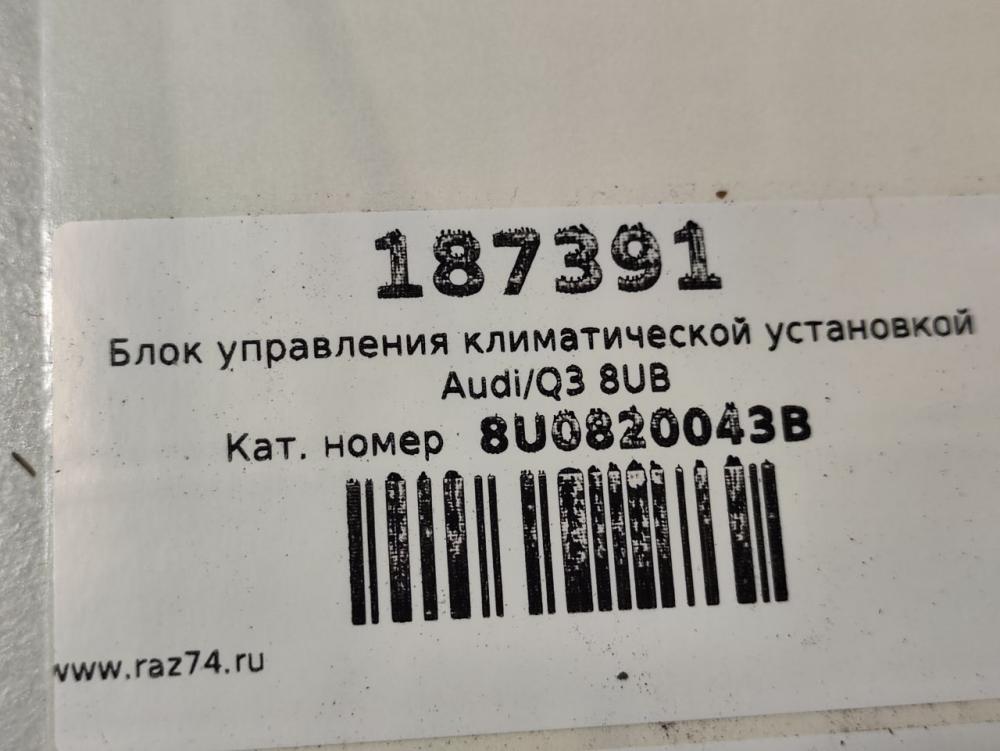 187391
Блок управления климатической установкой
Audi/Q3 8UB
Кат. номер 8U0820043B
www.raz74.ru